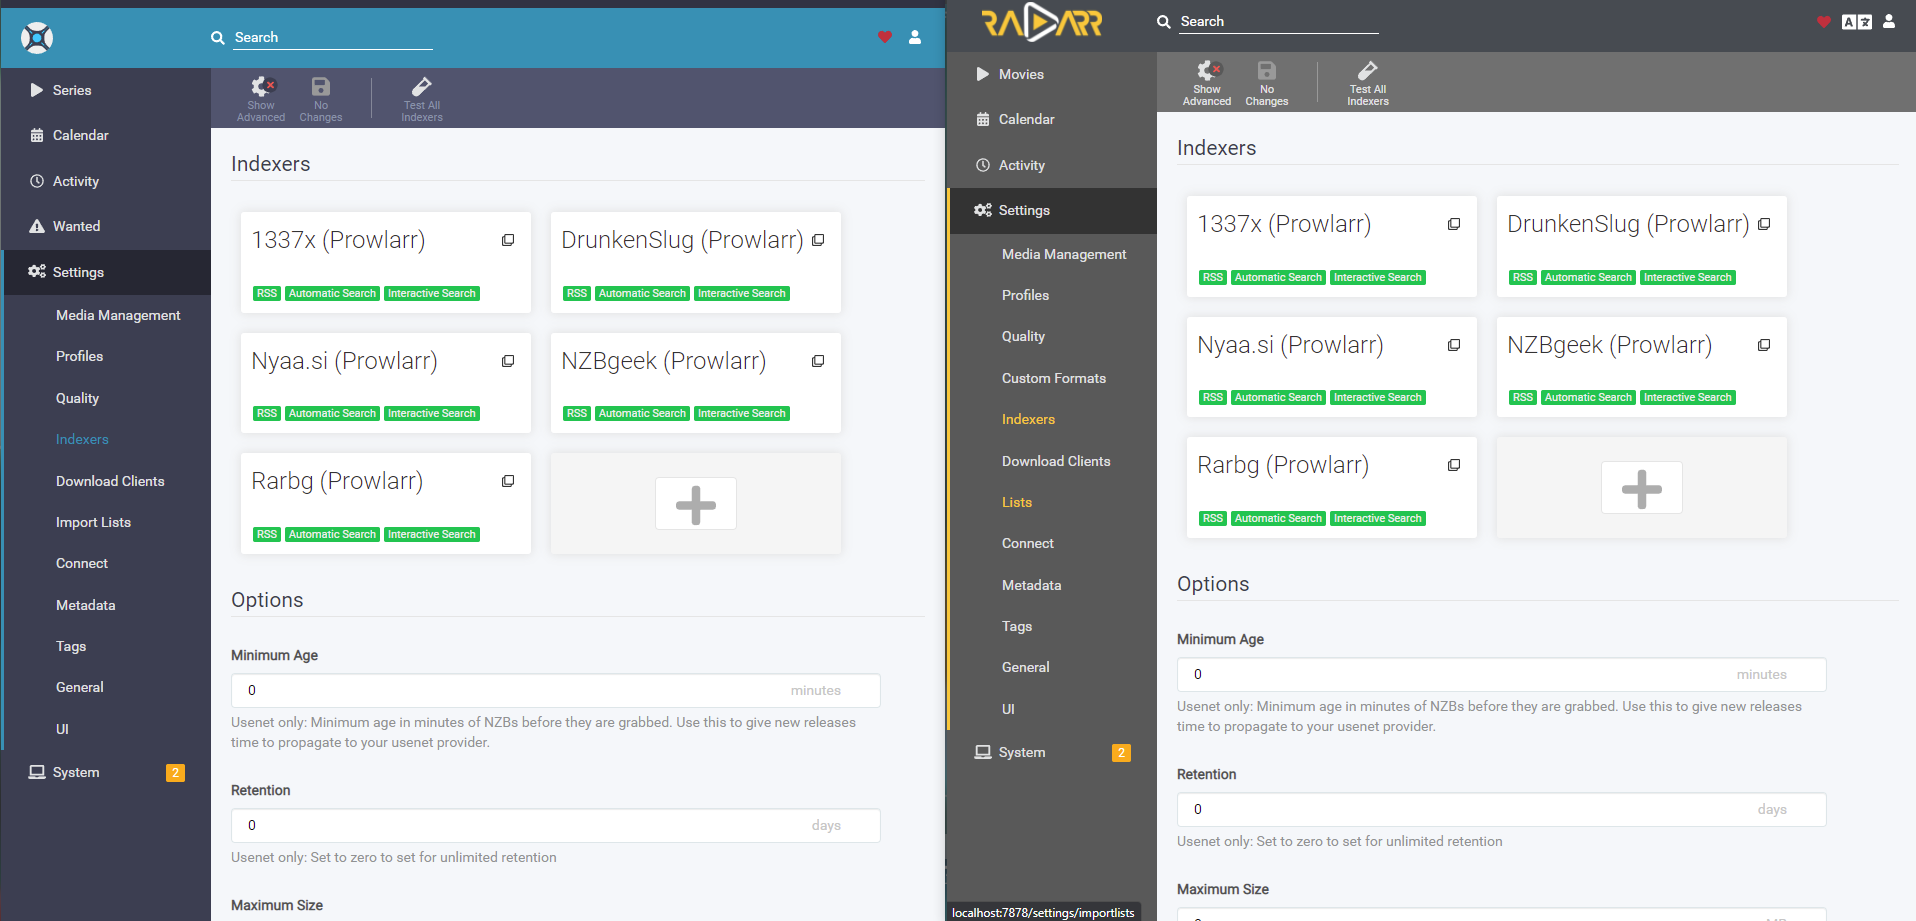 Search
Series
Calendar
Activity
Wanted
Settings
Media Management
Profiles
Quality
Indexers
Download Clients
Import Lists
Connect
Metadata
Tags
General
UI
System 2
Show Advanced
No Changes
Test All Indexers
Indexers
1337x (Prowlarr)
RSS Automatic Search Interactive Search
DrunkenSlug (Prowlarr)
RSS Automatic Search Interactive Search
Nyaa.si (Prowlarr)
RSS Automatic Search Interactive Search
NZBgeek (Prowlarr)
RSS Automatic Search Interactive Search
Rarbg (Prowlarr)
RSS Automatic Search Interactive Search
Options
Minimum Age
0 minutes
Usenet only: Minimum age in minutes of NZBs before they are grabbed. Use this to give new releases
time to propagate to your usenet provider.
Retention
0 days
Usenet only: Set to zero to set for unlimited retention
Maximum Size
RADARR
Search
Movies
Calendar
Activity
Settings
Media Management
Profiles
Quality
Custom Formats
Indexers
Download Clients
Lists
Connect
Metadata
Tags
General
UI
System 2
Show Advanced
No Changes
Test All Indexers
Indexers
1337x (Prowlarr)
RSS Automatic Search Interactive Search
DrunkenSlug (Prowlarr)
RSS Automatic Search Interactive Search
Nyaa.si (Prowlarr)
RSS Automatic Search Interactive Search
NZBgeek (Prowlarr)
RSS Automatic Search Interactive Search
Rarbg (Prowlarr)
RSS Automatic Search Interactive Search
Options
Minimum Age
0 minutes
Usenet only: Minimum age in minutes of NZBs before they are grabbed. Use this to give new releases
time to propagate to your usenet provider.
Retention
0 days
Usenet only: Set to zero to set for unlimited retention
Maximum Size
localhost:7878/settings/importlists